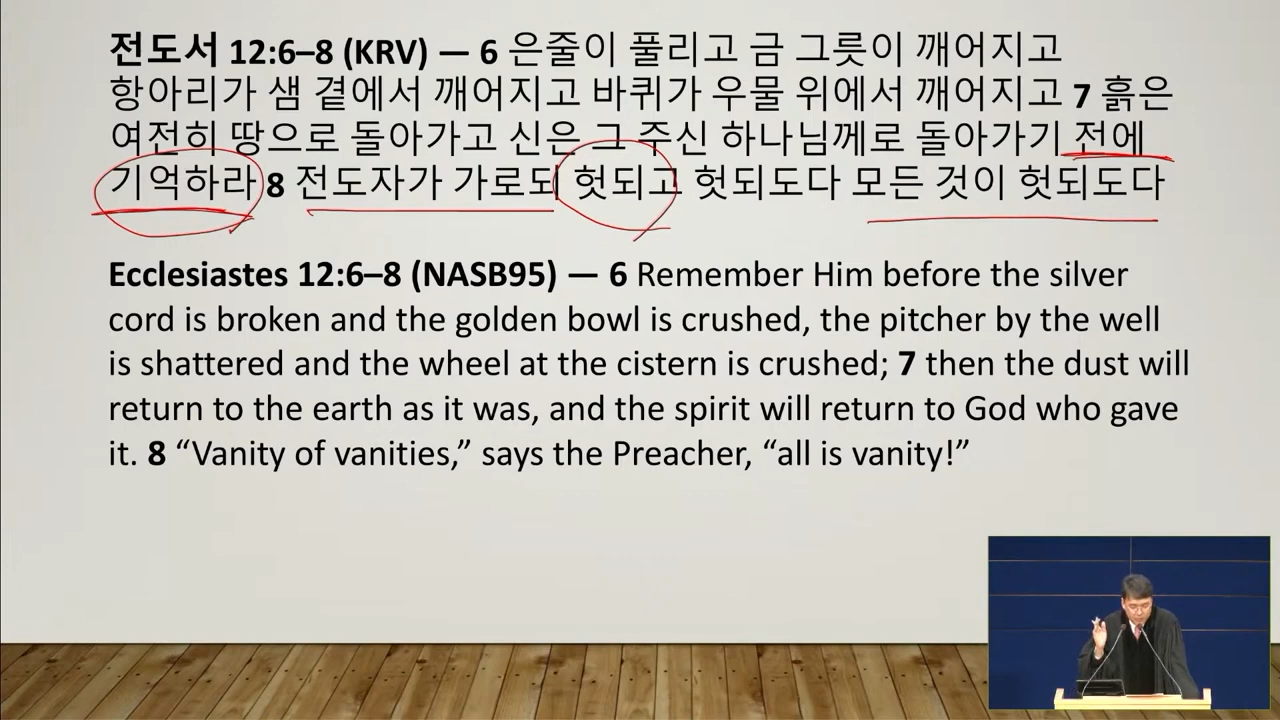 전도서 12:6–8 (KRV) — 6 은줄이 풀리고 금 그릇이 깨어지고
항아리가 샘 곁에서 깨어지고 바퀴가 우물 위에서 깨어지고 7 흙은
여전히 땅으로 돌아가고 신은 그 주신 하나님께로 돌아가기 전에
기억하라 8 전도자가 가로되 헛되고 헛되도다 모든 것이 헛되도다
Ecclesiastes 12:6–8 (NASB95) — 6 Remember Him before the silver
cord is broken and the golden bowl is crushed, the pitcher by the well
is shattered and the wheel at the cistern is crushed; 7 then the dust will
return to the earth as it was, and the spirit will return to God who gave
it. 8 “Vanity of vanities,” says the Preacher, “all is vanity!”